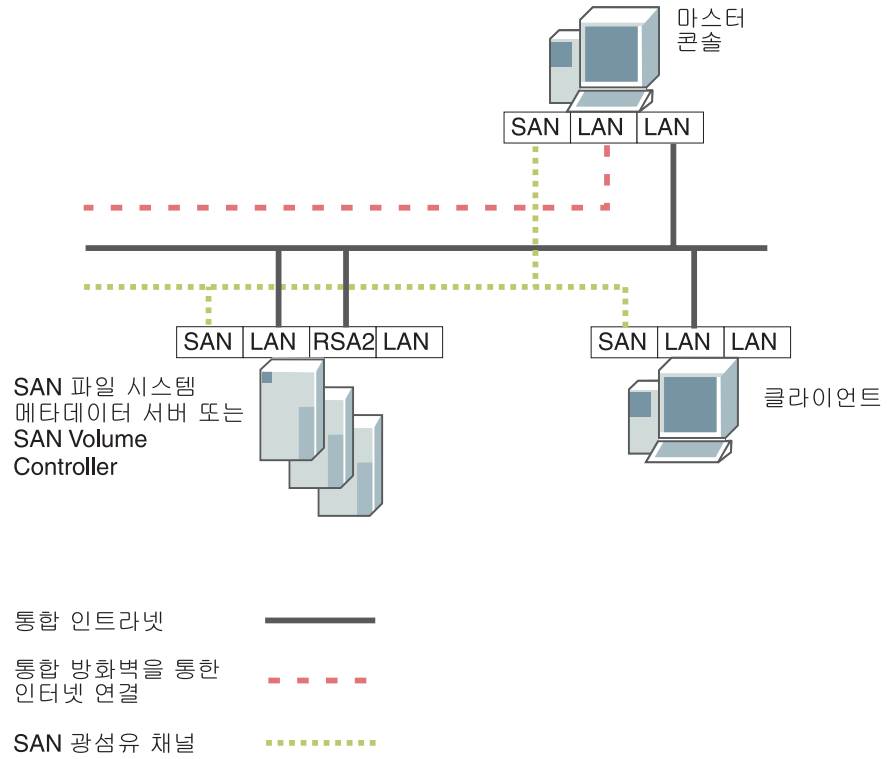 마스터
콘솔
SAN LAN LAN
SAN LAN RSA2 LAN
SAN LAN LAN
SAN 파일 시스템
메타데이터 서버 또는
SAN Volume
Controller
클라이언트
통합 인트라넷
통합 방화벽을 통한
인터넷 연결
SAN 광섬유 채널